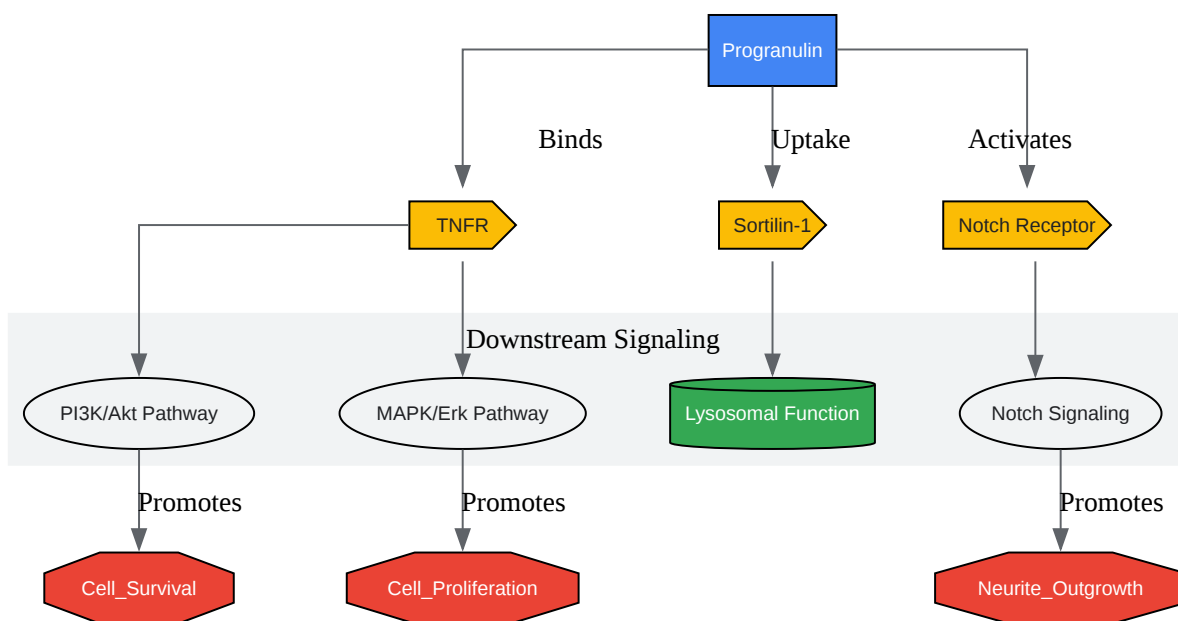 Progranulin
Binds
Uptake
Activates
TNFR
Sortilin-1
Notch Receptor
Downstream Signaling
PI3K/Akt Pathway
MAPK/Erk Pathway
Lysosomal Function
Notch Signaling
Promotes
Promotes
Promotes
Cell_Survival
Cell_Proliferation
Neurite_Outgrowth